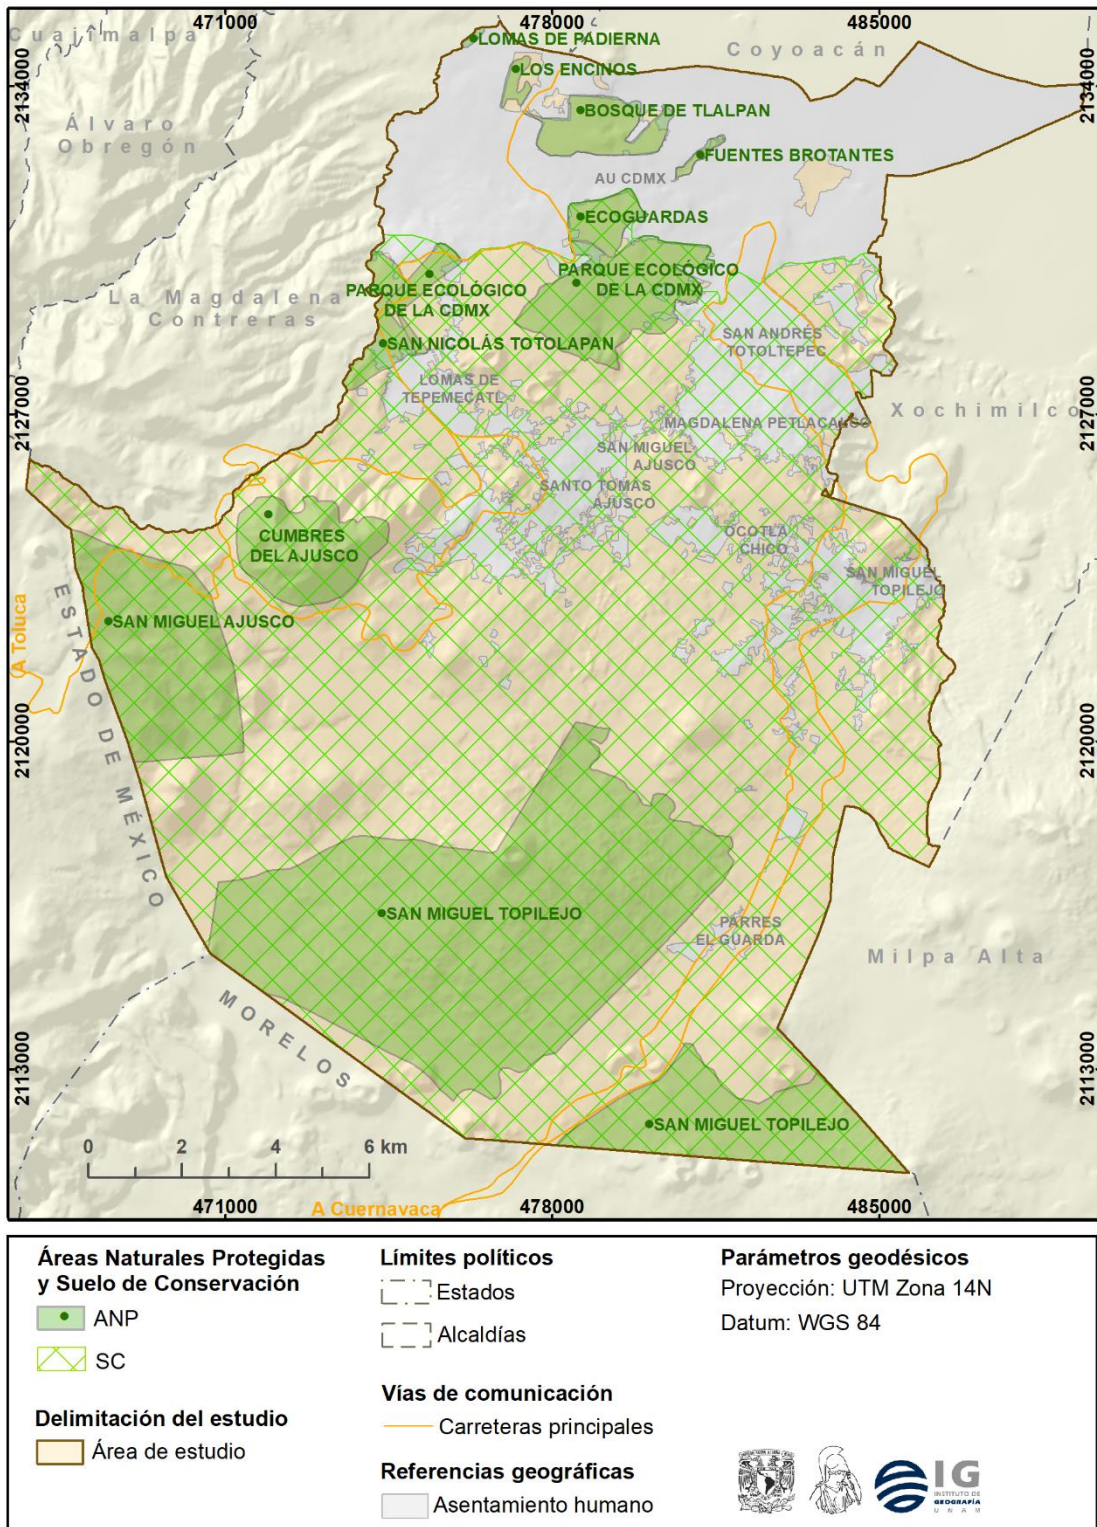 471000
478000
485000
Cuajimalpa
LOMAS DE PADIERNA
Coyoacán
LOS ENCINOS
2134000
2134000
BOSQUE DE TLALPAN
Álvaro
Obregón
FUENTES BROTANTES
AU CDMX
ECOGUARDAS
PARQUE ECOLÓGICO
DE LA CDMX
PARQUE ECOLÓGICO
DE LA CDMX
La Magdalena
Contreras
SAN NICOLÁS TOTOLAPAN
SAN ANDRÉS
TOTOLTEPEC
LOMAS DE
TEPEMECATL
2127000
2127000
Xochimilco
MAGDALENA PETLACALCO
SAN MIGUEL
AJUSCO
SANTO TOMAS
AJUSCO
CUMBRES
DEL AJUSCO
OCOTLA
CHICO
SAN MIGUEL
TOPILEJO
SAN MIGUEL AJUSCO
A Toluca
ESTADO DE MÉXICO
2120000
2120000
SAN MIGUEL TOPILEJO
PARRES
EL GUARDA
Milpa Alta
MORELOS
2113000
2113000
SAN MIGUEL TOPILEJO
0 2 4 6 km
A Cuernavaca
471000
478000
485000
Áreas Naturales Protegidas
y Suelo de Conservación
ANP
SC
Delimitación del estudio
Área de estudio
Límites políticos
Estados
Alcaldías
Vías de comunicación
Carreteras principales
Referencias geográficas
Asentamiento humano
Parámetros geodésicos
Proyección: UTM Zona 14N
Datum: WGS 84
IG
INSTITUTO DE
GEOGRAFÍA
UNAM